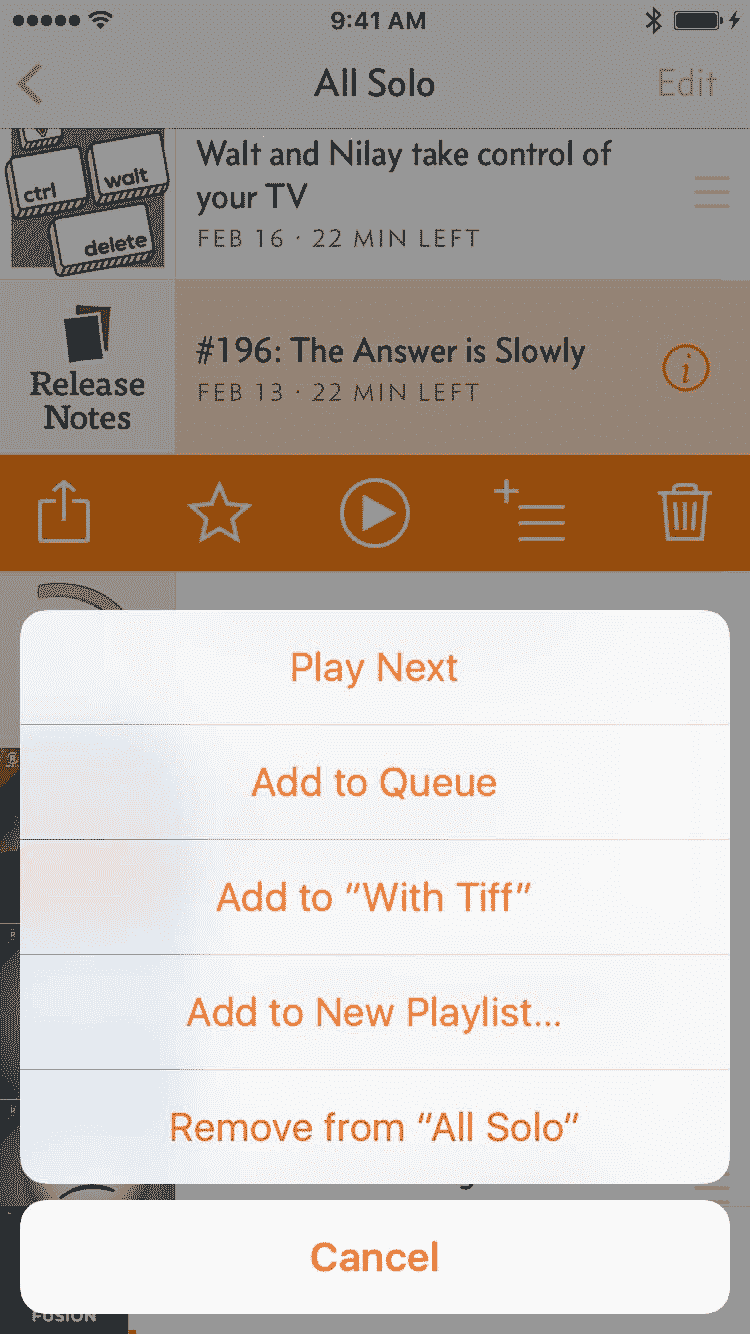 9:41 AM
All Solo
Edit
ctrl
walt
delete
Walt and Nilay take control of
your TV
FEB 16 · 22 MIN LEFT
Release
Notes
#196: The Answer is Slowly
FEB 13 · 22 MIN LEFT
Play Next
Add to Queue
Add to “With Tiff”
Add to New Playlist...
Remove from “All Solo”
Cancel
FUSION